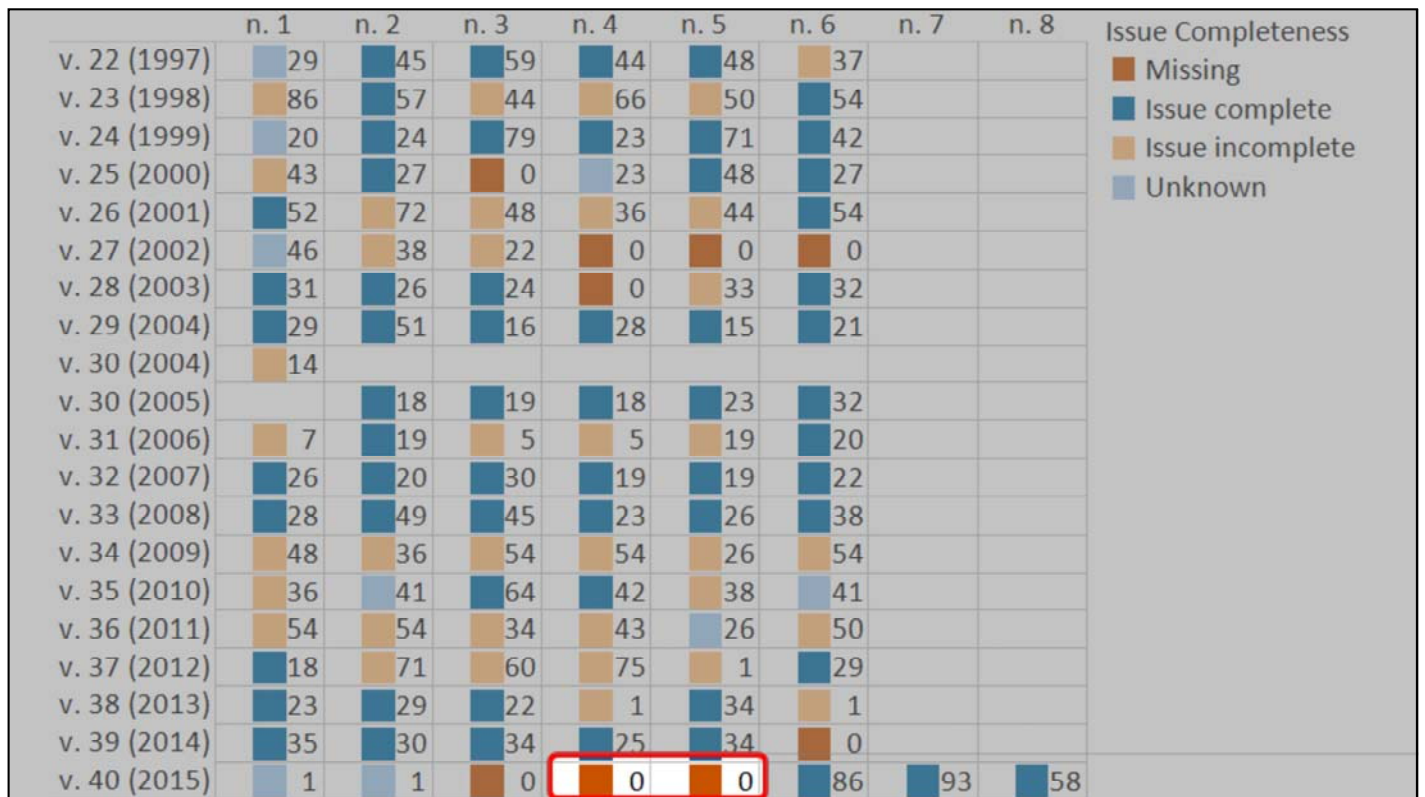 n. 1 n. 2 n. 3 n. 4 n. 5 n. 6 n. 7 n. 8
Issue Completeness
Missing
Issue complete
Issue incomplete
Unknown
v. 22 (1997) 29 45 59 44 48 37
v. 23 (1998) 86 57 44 66 50 54
v. 24 (1999) 20 24 79 23 71 42
v. 25 (2000) 43 27 0 23 48 27
v. 26 (2001) 52 72 48 36 44 54
v. 27 (2002) 46 38 22 0 0 0
v. 28 (2003) 31 26 24 0 33 32
v. 29 (2004) 29 51 16 28 15 21
v. 30 (2004) 14
v. 30 (2005) 18 19 18 23 32
v. 31 (2006) 7 19 5 5 19 20
v. 32 (2007) 26 20 30 19 19 22
v. 33 (2008) 28 49 45 23 26 38
v. 34 (2009) 48 36 54 54 26 54
v. 35 (2010) 36 41 64 42 38 41
v. 36 (2011) 54 54 34 43 26 50
v. 37 (2012) 18 71 60 75 1 29
v. 38 (2013) 23 29 22 1 34 1
v. 39 (2014) 35 30 34 25 34 0
v. 40 (2015) 1 1 0 0 0 86 93 58